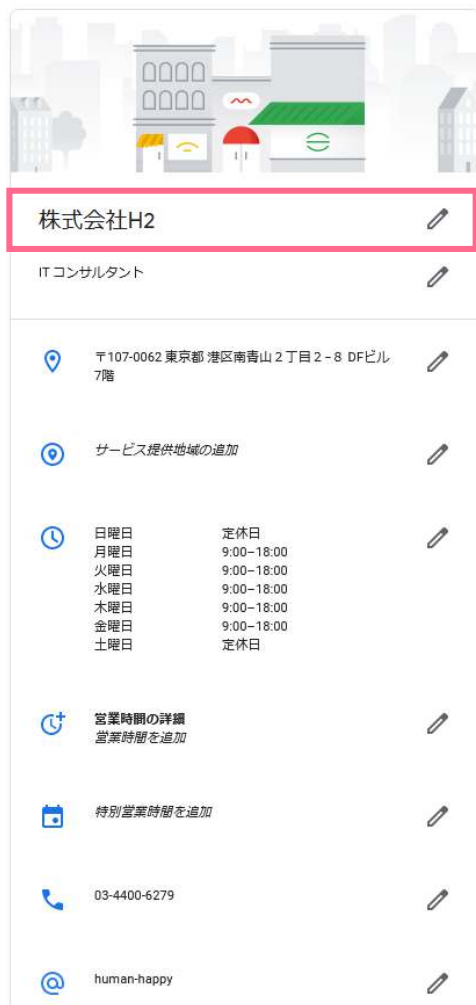 株式会社H2
ITコンサルタント
〒107-0062 東京都 港区南青山２丁目２−８ DFビル
7階
サービス提供地域の追加
日曜日 定休日
月曜日 9:00–18:00
火曜日 9:00–18:00
水曜日 9:00–18:00
木曜日 9:00–18:00
金曜日 9:00–18:00
土曜日 定休日
営業時間の詳細
営業時間を追加
特別営業時間を追加
03-4400-6279
human-happy